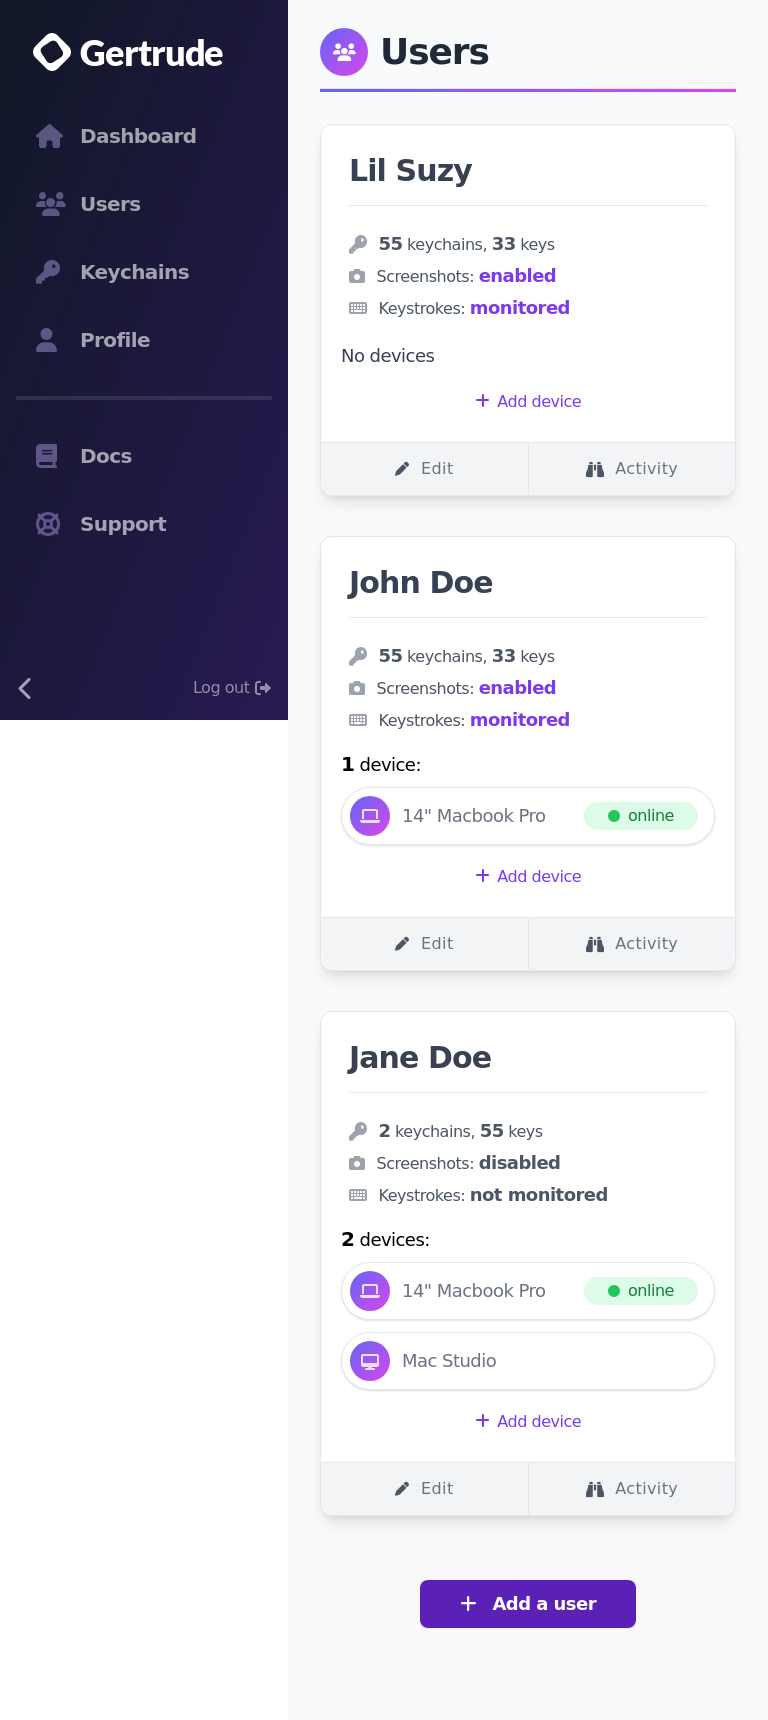 Gertrude
Dashboard
Users
Keychains
Profile
Docs
Support
Log out
Users
Lil Suzy
55 keychains, 33 keys
Screenshots: enabled
Keystrokes: monitored
No devices
+ Add device
Edit
Activity
John Doe
55 keychains, 33 keys
Screenshots: enabled
Keystrokes: monitored
1 device:
14" Macbook Pro
online
+ Add device
Edit
Activity
Jane Doe
2 keychains, 55 keys
Screenshots: disabled
Keystrokes: not monitored
2 devices:
14" Macbook Pro
online
Mac Studio
+ Add device
Edit
Activity
+ Add a user